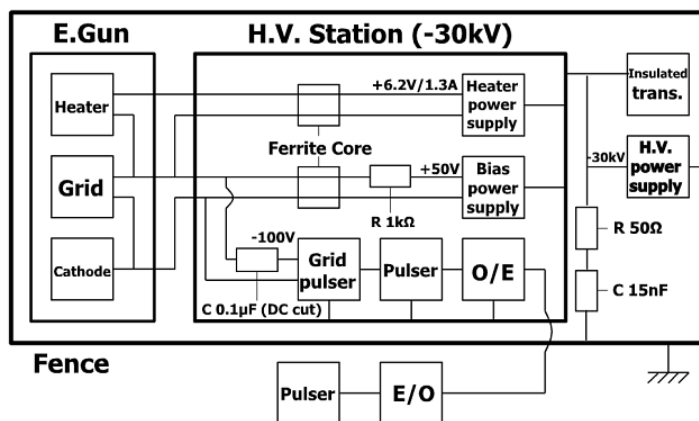 E.Gun
H.V. Station (-30kV)
Heater
Grid
Cathode
+6.2V/1.3A
Heater
power
supply
Ferrite Core
+50V
R 1kΩ
Bias
power
supply
-100V
C 0.1μF (DC cut)
Grid
pulser
Pulser
O/E
Insulated
trans.
-30kV
H.V.
power
supply
R 50Ω
C 15nF
Fence
Pulser
E/O